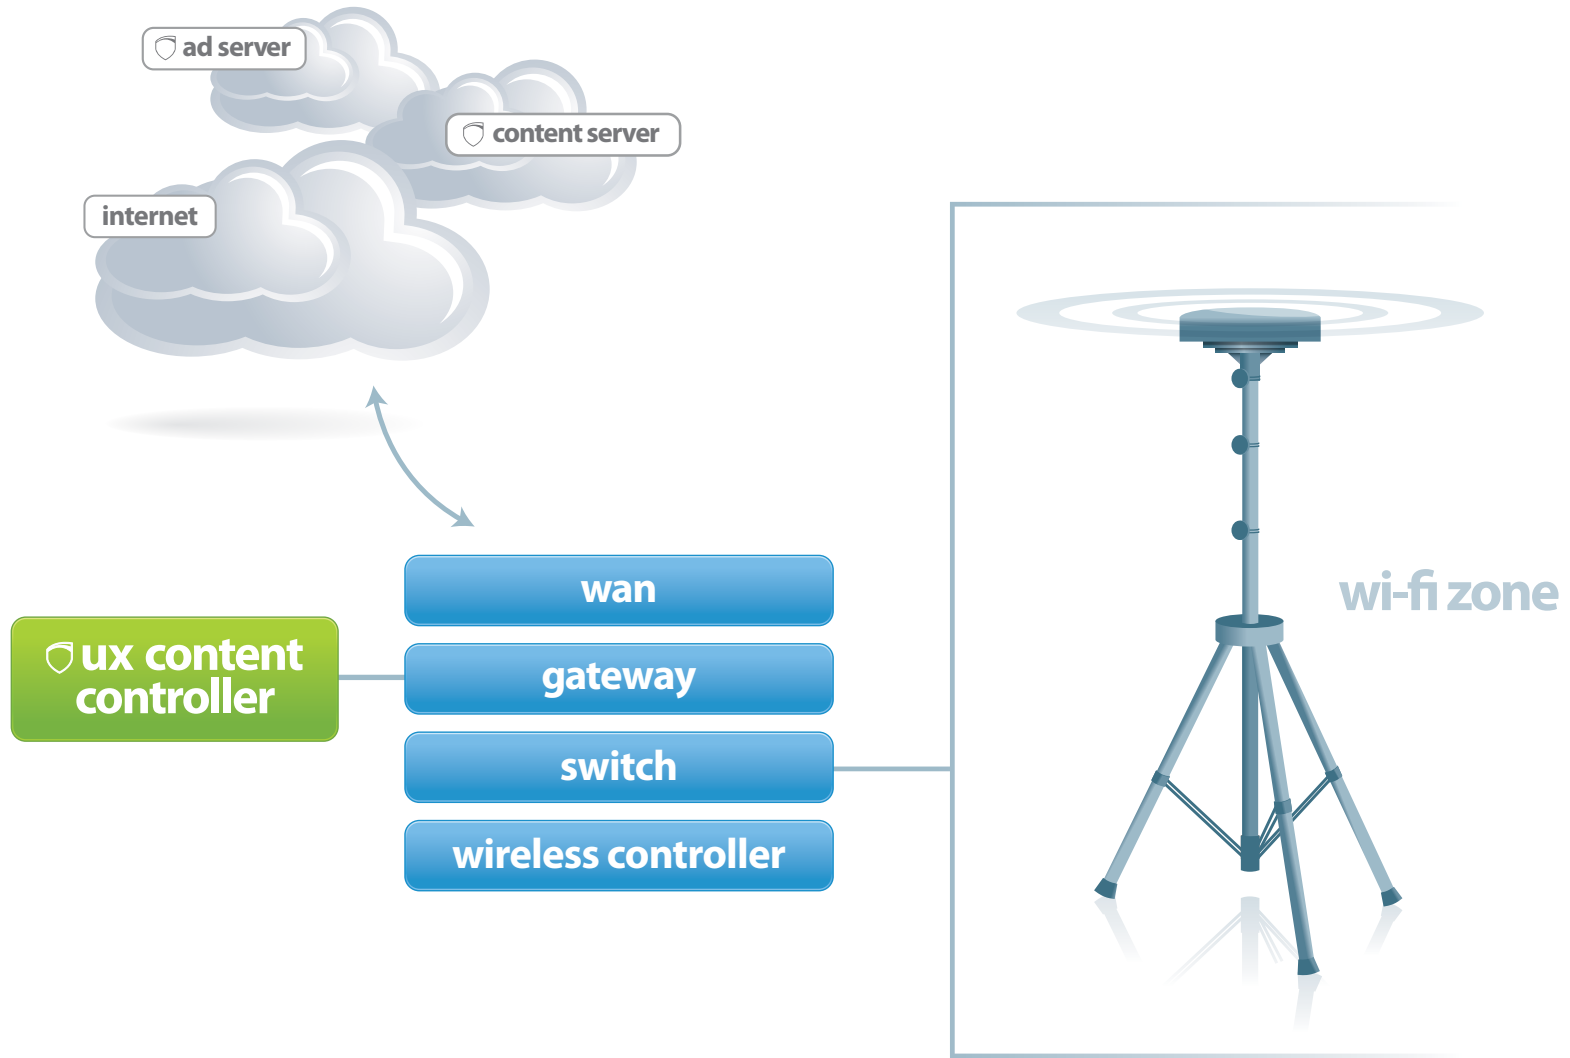 ad server
content server
internet
wan
ux content
controller
gateway
switch
wireless controller
wi-fi zone